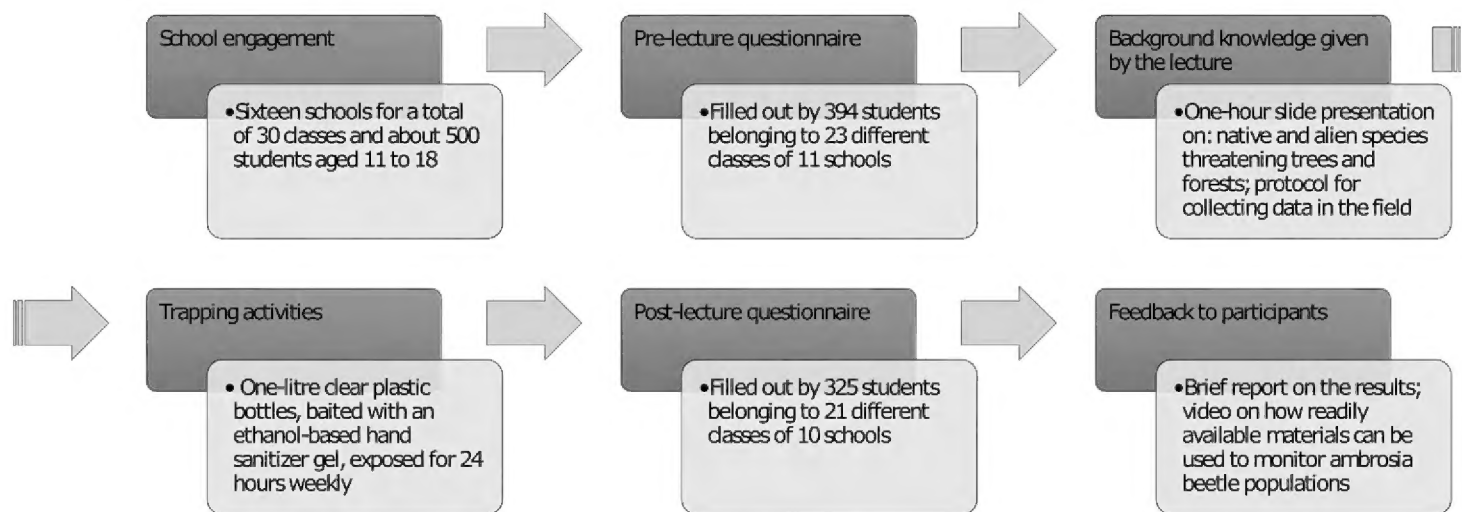 School engagement
•Sixteen schools for a total
of 30 classes and about 500
students aged 11 to 18
Pre-lecture questionnaire
•Filled out by 394 students
belonging to 23 different
classes of 11 schools
Background knowledge given
by the lecture
•One-hour slide presentation
on: native and alien species
threatening trees and
forests; protocol for
collecting data in the field
Trapping activities
• One-litre clear plastic
bottles, baited with an
ethanol-based hand
sanitizer gel, exposed for 24
hours weekly
Post-lecture questionnaire
•Filled out by 325 students
belonging to 21 different
classes of 10 schools
Feedback to participants
•Brief report on the results;
video on how readily
available materials can be
used to monitor ambrosia
beetle populations